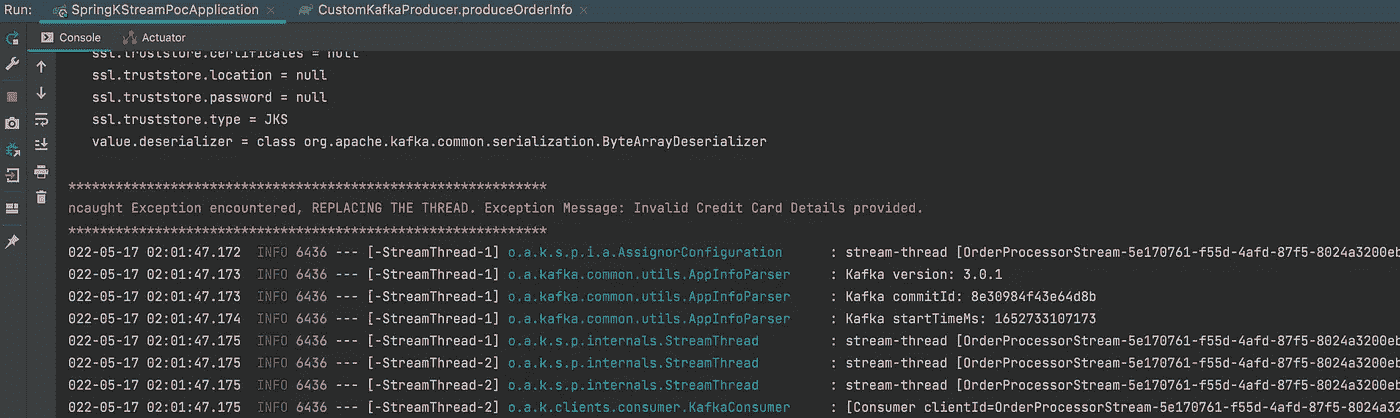 Run: SpringKStreamPocApplication × CustomKafkaProducer.produceOrderInfo ×
Console Actuator
ssl.truststore.certificates = null
ssl.truststore.location = null
ssl.truststore.password = null
ssl.truststore.type = JKS
value.deserializer = class org.apache.kafka.common.serialization.ByteArrayDeserializer
*************************************************************
ncaught Exception encountered, REPLACING THE THREAD. Exception Message: Invalid Credit Card Details provided.
*************************************************************
022-05-17 02:01:47.172 INFO 6436 --- [-StreamThread-1] o.a.k.s.p.i.a.AssignorConfiguration : stream-thread [OrderProcessorStream-5e170761-f55d-4afd-87f5-8024a3200eb
022-05-17 02:01:47.173 INFO 6436 --- [-StreamThread-1] o.a.kafka.common.utils.AppInfoParser : Kafka version: 3.0.1
022-05-17 02:01:47.173 INFO 6436 --- [-StreamThread-1] o.a.kafka.common.utils.AppInfoParser : Kafka commitId: 8e30984f43e64d8b
022-05-17 02:01:47.174 INFO 6436 --- [-StreamThread-1] o.a.kafka.common.utils.AppInfoParser : Kafka startTimeMs: 1652733107173
022-05-17 02:01:47.175 INFO 6436 --- [-StreamThread-1] o.a.k.s.p.internals.StreamThread : stream-thread [OrderProcessorStream-5e170761-f55d-4afd-87f5-8024a3200eb
022-05-17 02:01:47.175 INFO 6436 --- [-StreamThread-2] o.a.k.s.p.internals.StreamThread : stream-thread [OrderProcessorStream-5e170761-f55d-4afd-87f5-8024a3200eb
022-05-17 02:01:47.175 INFO 6436 --- [-StreamThread-2] o.a.k.s.p.internals.StreamThread : stream-thread [OrderProcessorStream-5e170761-f55d-4afd-87f5-8024a3200eb
022-05-17 02:01:47.175 INFO 6436 --- [-StreamThread-2] o.a.k.clients.consumer.KafkaConsumer : [Consumer clientId=OrderProcessorStream-5e170761-f55d-4afd-87f5-8024a3200eb